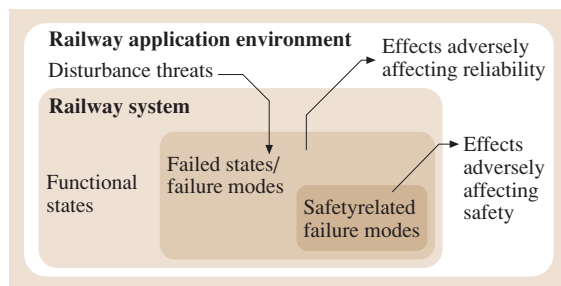 Railway application environment
Disturbance threats
Effects adversely
affecting reliability
Railway system
Functional
states
Failed states/
failure modes
Safetyrelated
failure modes
Effects
adversely
affecting
safety